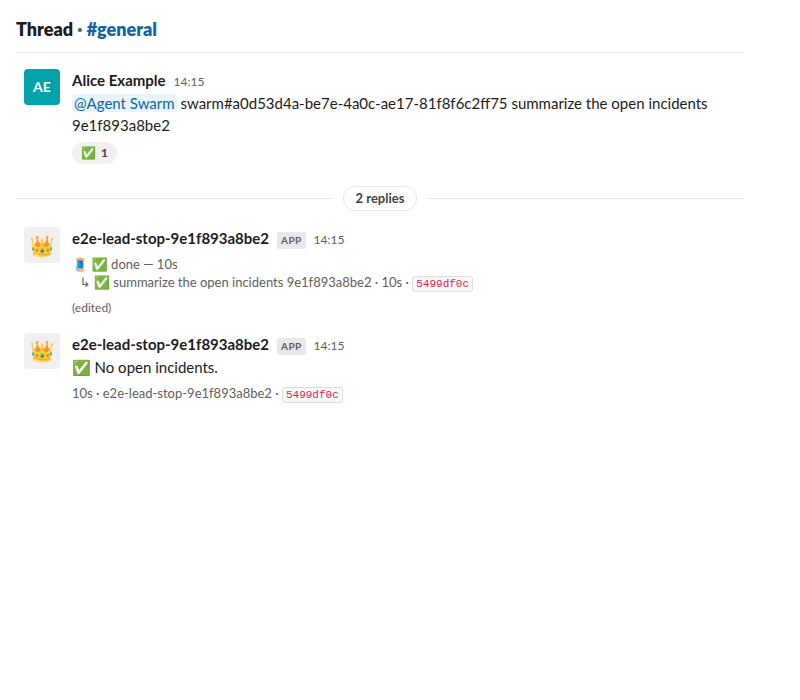 Thread • #general
AE
Alice Example 14:15
@Agent Swarm swarm#a0d53d4a-be7e-4a0c-ae17-81f8f6c2ff75 summarize the open incidents
9e1f893a8be2
✅ 1
2 replies
e2e-lead-stop-9e1f893a8be2 APP 14:15
🧵 ✅ done — 10s
↳ ✅ summarize the open incidents 9e1f893a8be2 · 10s · 5499df0c
(edited)
e2e-lead-stop-9e1f893a8be2 APP 14:15
✅ No open incidents.
10s · e2e-lead-stop-9e1f893a8be2 · 5499df0c